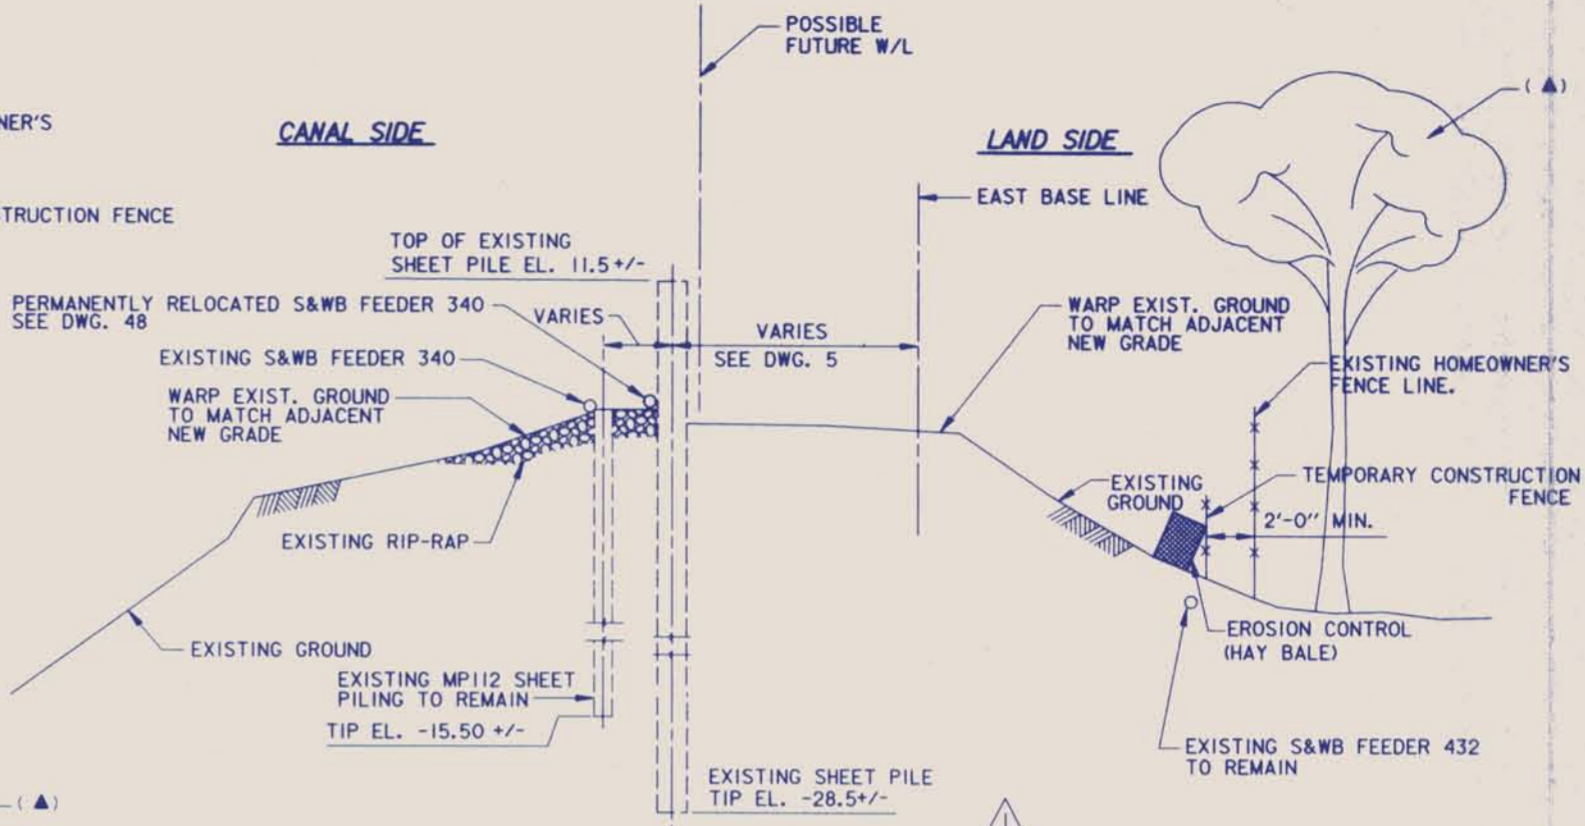 POSSIBLE
FUTURE W/L
( ▲ )
NER'S
CANAL SIDE
LAND SIDE
EAST BASE LINE
TRUCTION FENCE
TOP OF EXISTING
SHEET PILE EL. 11.5+/-
PERMANENTLY RELOCATED S&WB FEEDER 340
SEE DWG. 48
VARIES
VARIES
SEE DWG. 5
WARP EXIST. GROUND
TO MATCH ADJACENT
NEW GRADE
EXISTING S&WB FEEDER 340
WARP EXIST. GROUND
TO MATCH ADJACENT
NEW GRADE
EXISTING HOMEOWNER'S
FENCE LINE.
EXISTING
GROUND
TEMPORARY CONSTRUCTION
FENCE
2'-0" MIN.
EXISTING RIP-RAP
EXISTING GROUND
EROSION CONTROL
(HAY BALE)
EXISTING MP112 SHEET
PILING TO REMAIN
TIP EL. -15.50 +/-
EXISTING S&WB FEEDER 432
TO REMAIN
EXISTING SHEET PILE
TIP EL. -28.5+/-
( ▲ )